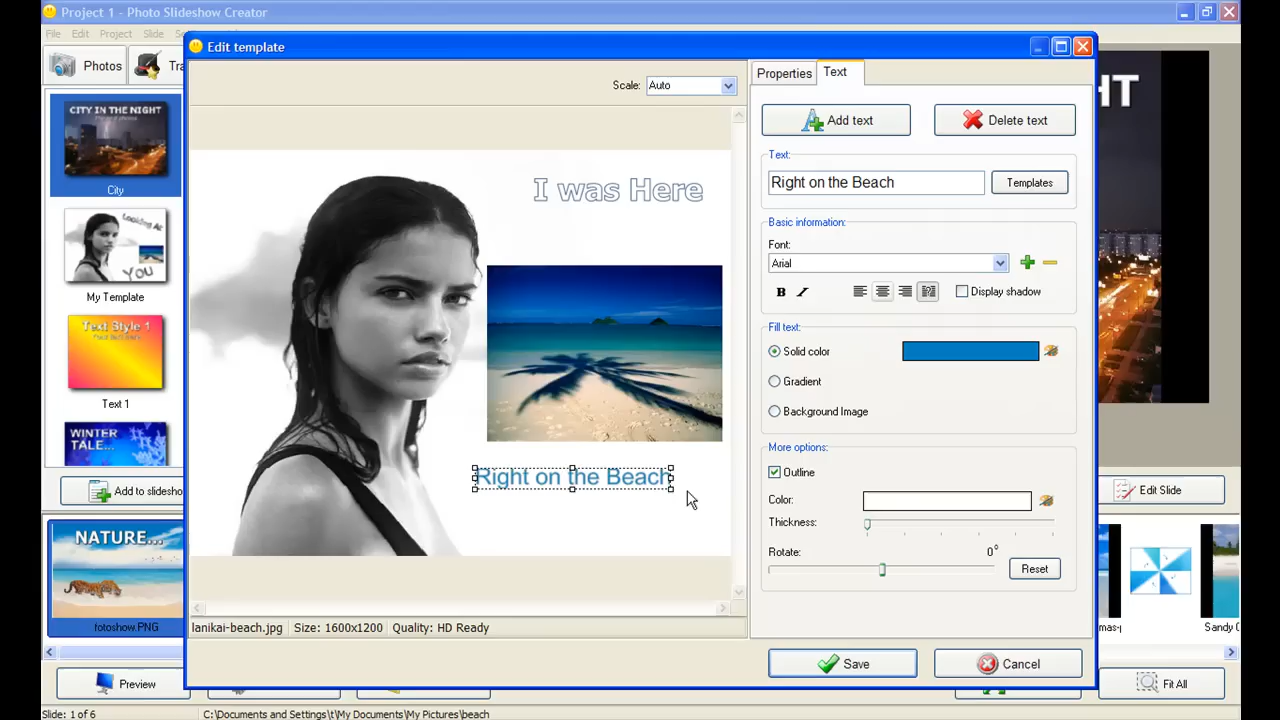 Project 1 - Photo Slideshow Creator
File Edit Project Slide
Photos
Edit template
Scale: Auto
Properties Text
Add text Delete text
Text:
Right on the Beach Templates
Basic information:
Font:
Arial
B I Display shadow
Fill text:
Solid color
Gradient
Background Image
More options:
Outline
Color:
Thickness:
Rotate: 0°
Reset
Save Cancel
I was Here
Right on the Beach
lanikai-beach.jpg Size: 1600x1200 Quality: HD Ready
CITY IN THE NIGHT
City
Looking At
YOU
My Template
Text Style 1
Text 1
WINTER
TALE...
Add to slidesho
Edit Slide
NATURE...
fotoshow.PNG
Sandy
Preview
Fit All
Slide: 1 of 6 C:\Documents and Settings\t\My Documents\My Pictures\beach